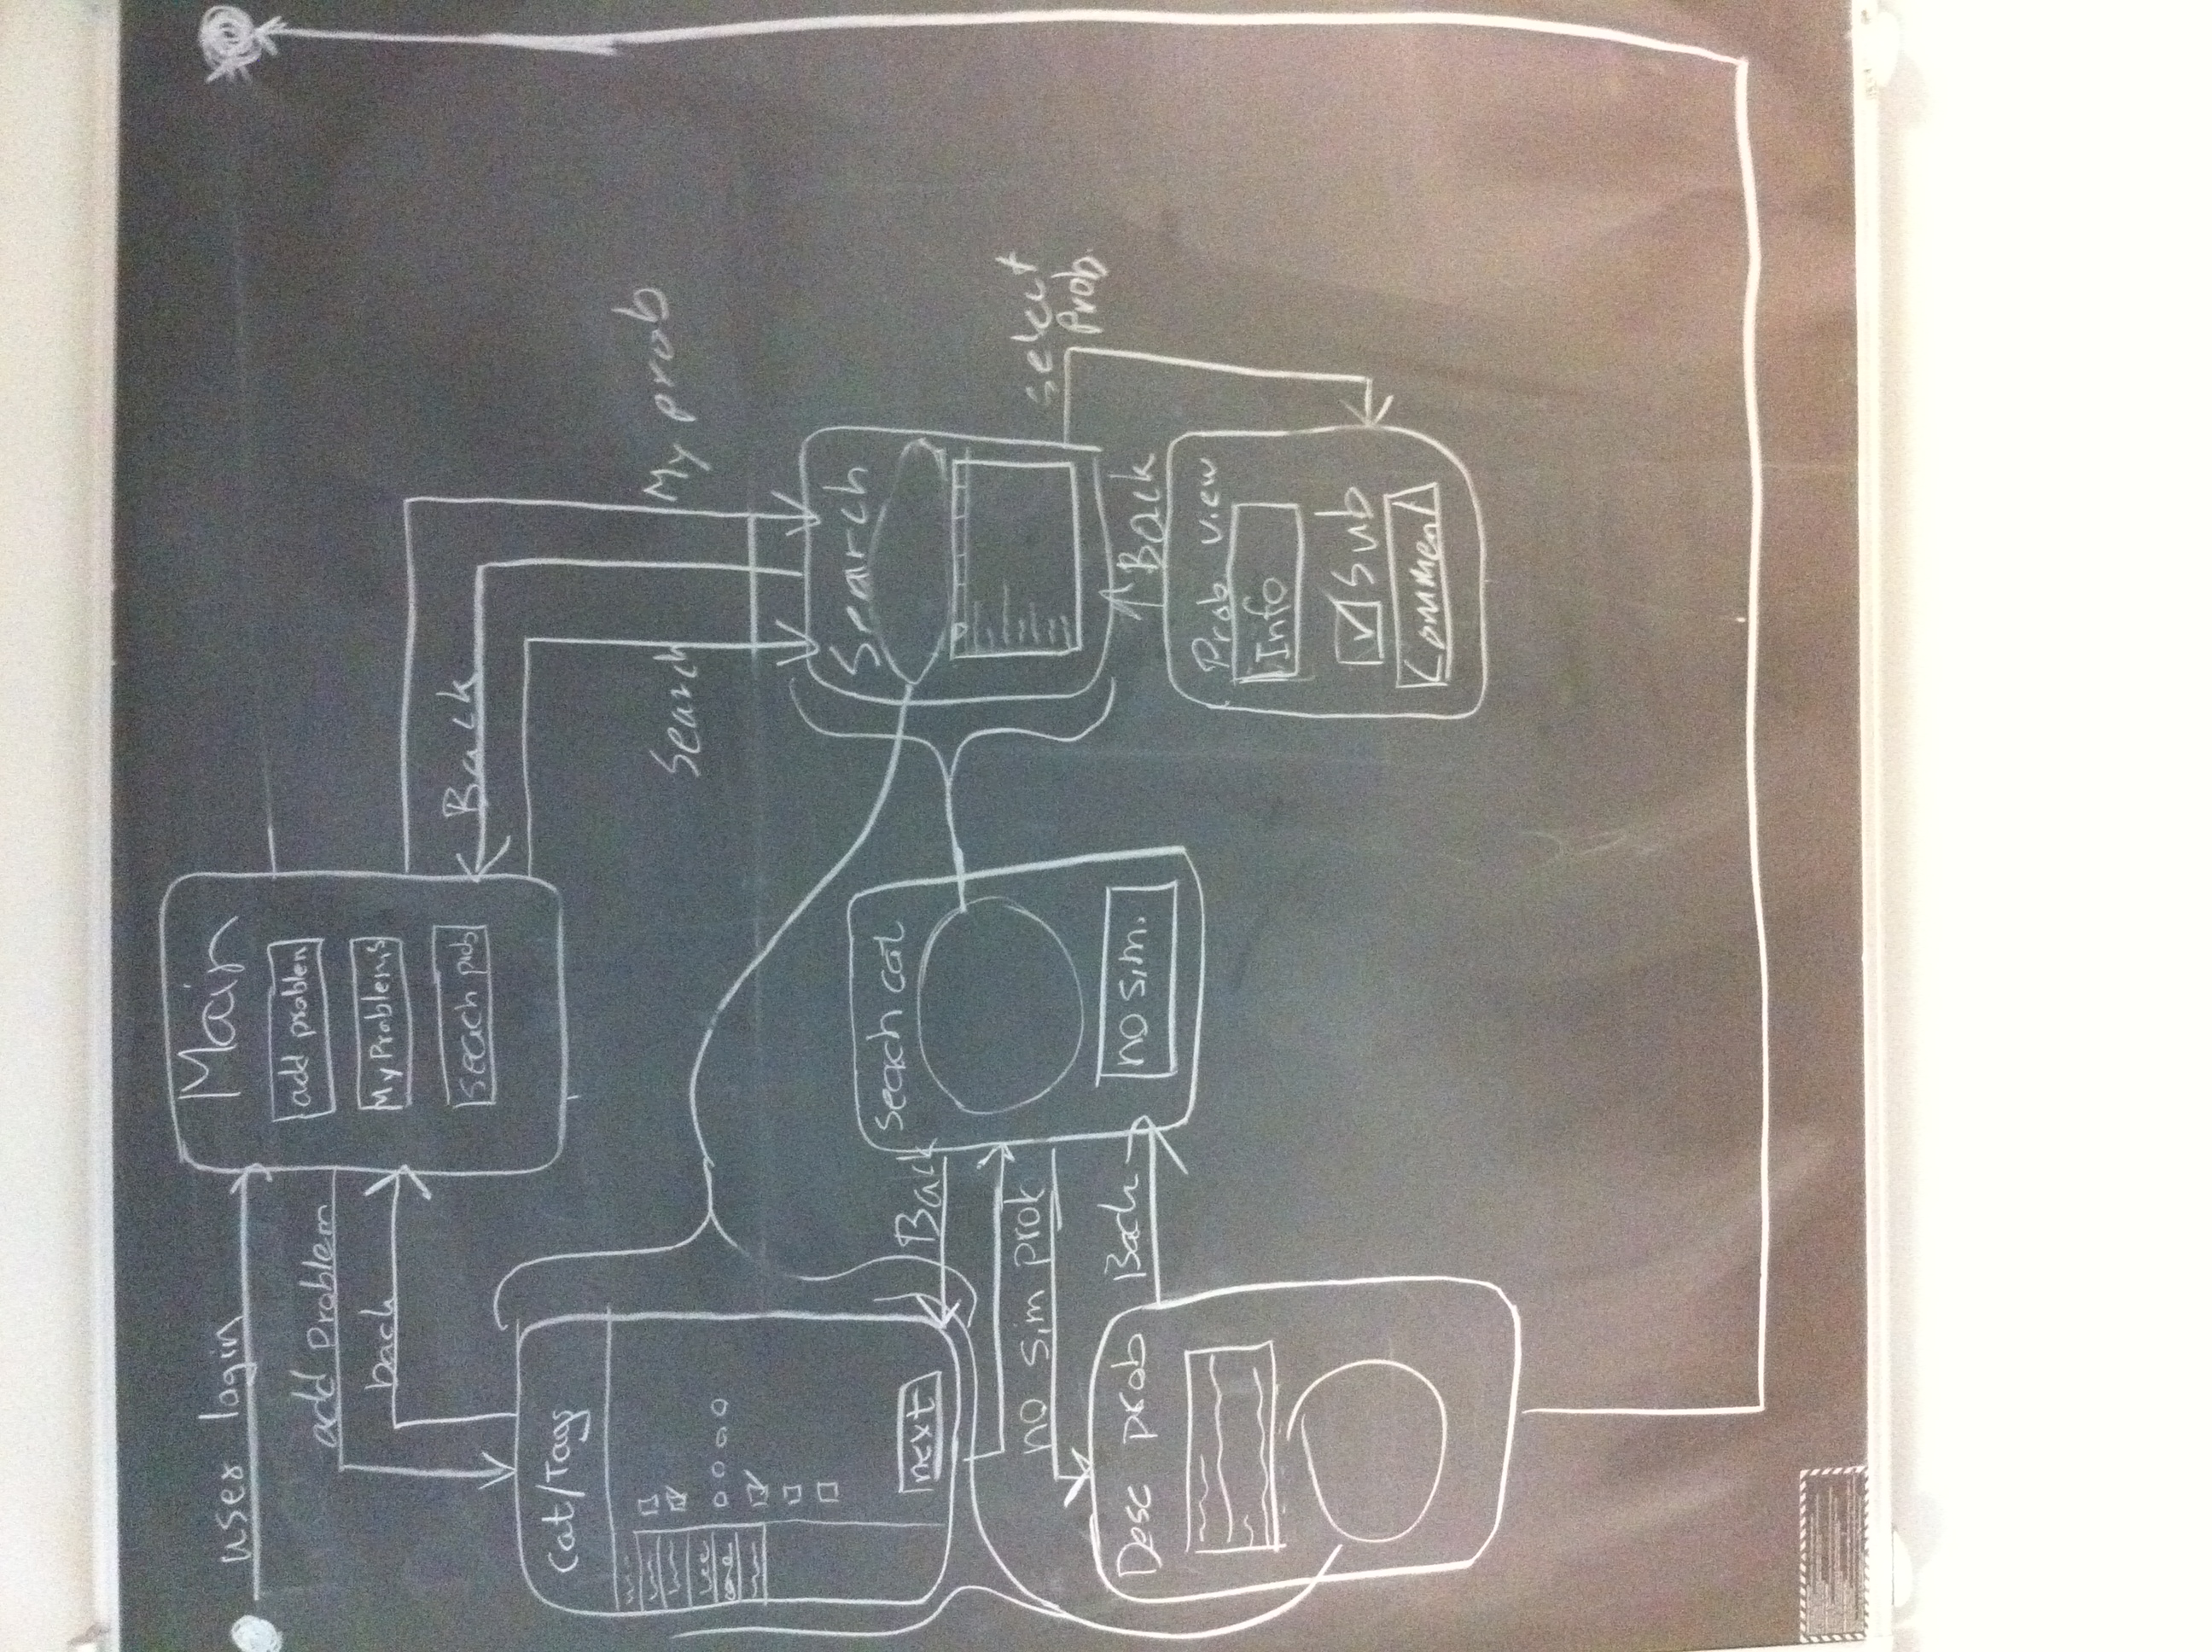 Main
user login
add problem
add Problem
My Problems
back
seach prob
Back
Cat/Tags
Search
My prob
Search
seach cat
next
Back
no sim prob
select
Prob.
Desc prob
Back
no sim.
Back
Prob view
Info
Sub
Comment